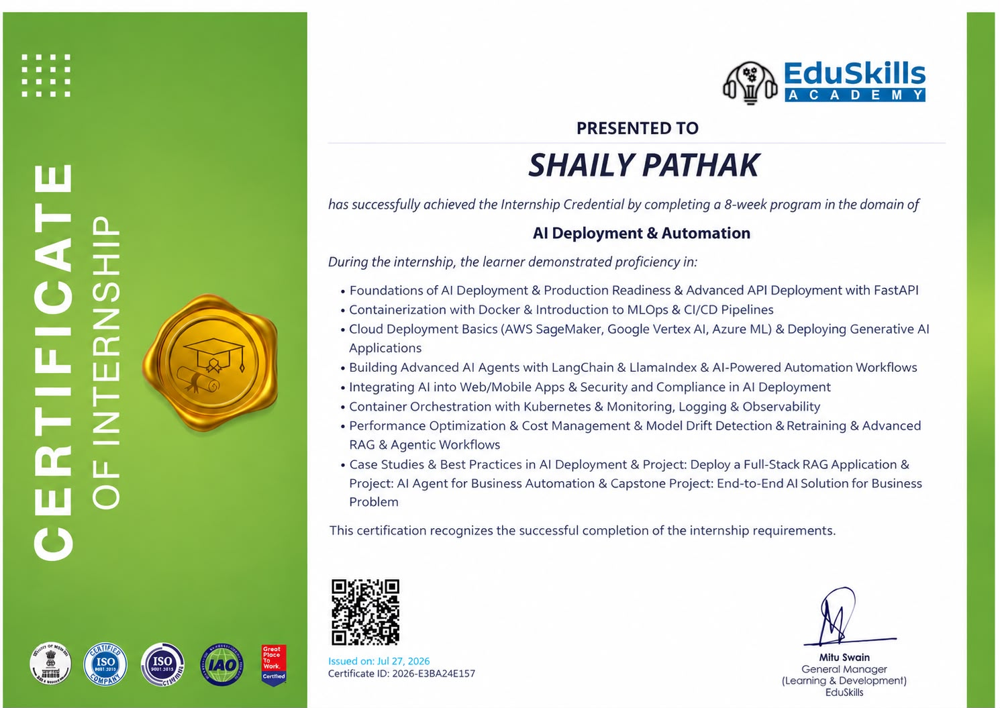 CERTIFICATE
OF INTERNSHIP
EduSkills
ACADEMY
PRESENTED TO
SHAILY PATHAK
has successfully achieved the Internship Credential by completing a 8-week program in the domain of
AI Deployment & Automation
During the internship, the learner demonstrated proficiency in:
• Foundations of AI Deployment & Production Readiness & Advanced API Deployment with FastAPI
• Containerization with Docker & Introduction to MLOps & CI/CD Pipelines
• Cloud Deployment Basics (AWS SageMaker, Google Vertex AI, Azure ML) & Deploying Generative AI
Applications
• Building Advanced AI Agents with LangChain & LlamaIndex & AI-Powered Automation Workflows
• Integrating AI into Web/Mobile Apps & Security and Compliance in AI Deployment
• Container Orchestration with Kubernetes & Monitoring, Logging & Observability
• Performance Optimization & Cost Management & Model Drift Detection & Retraining & Advanced
RAG & Agentic Workflows
• Case Studies & Best Practices in AI Deployment & Project: Deploy a Full-Stack RAG Application &
Project: AI Agent for Business Automation & Capstone Project: End-to-End AI Solution for Business
Problem
This certification recognizes the successful completion of the internship requirements.
Issued on: Jul 27, 2026
Certificate ID: 2026-E3BA24E157
Mitu Swain
General Manager
(Learning & Development)
EduSkills
CERTIFIED
ISO
COMPANY
ISO
IAO
Great
Place
To
Work.
Certified